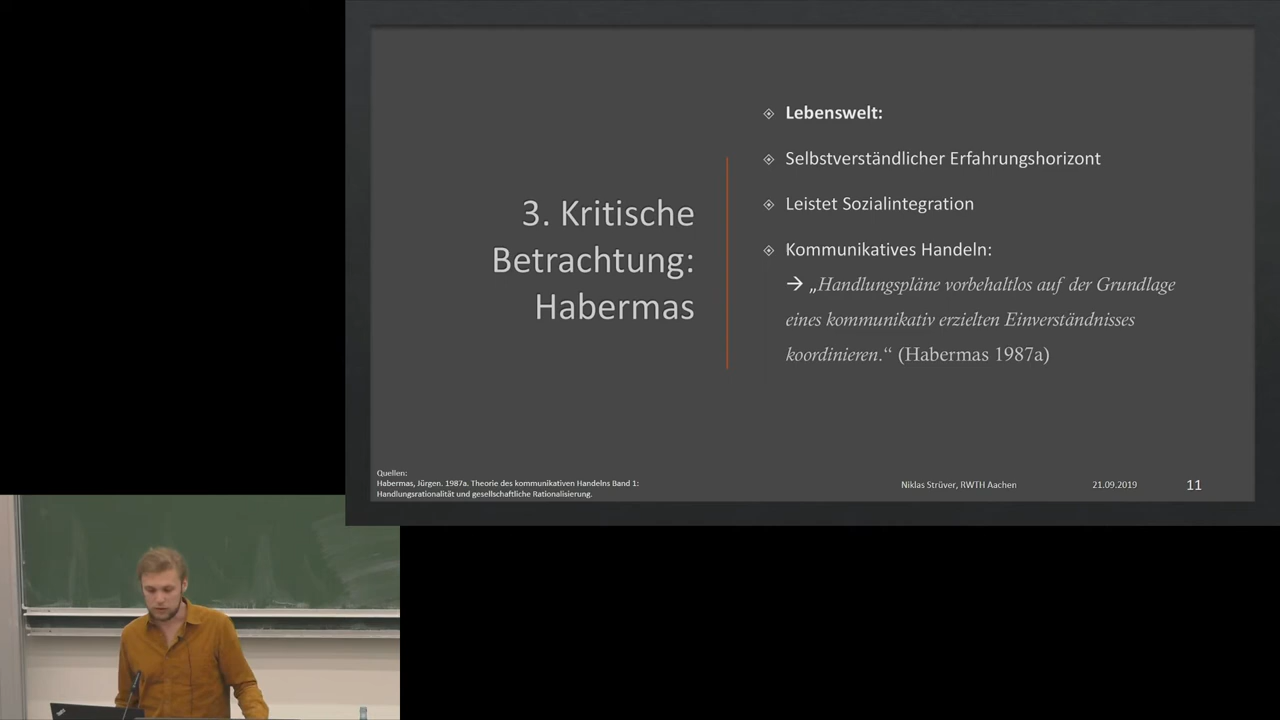 3. Kritische
Betrachtung:
Habermas
Lebenswelt:
Selbstverständlicher Erfahrungshorizont
Leistet Sozialintegration
Kommunikatives Handeln:
→ „Handlungspläne vorbehaltlos auf der Grundlage
eines kommunikativ erzielten Einverständnisses
koordinieren.“ (Habermas 1987a)
Quellen:
Habermas, Jürgen. 1987a. Theorie des kommunikativen Handelns Band 1:
Handlungsrationalität und gesellschaftliche Rationalisierung.
Niklas Strüver, RWTH Aachen
21.09.2019
11